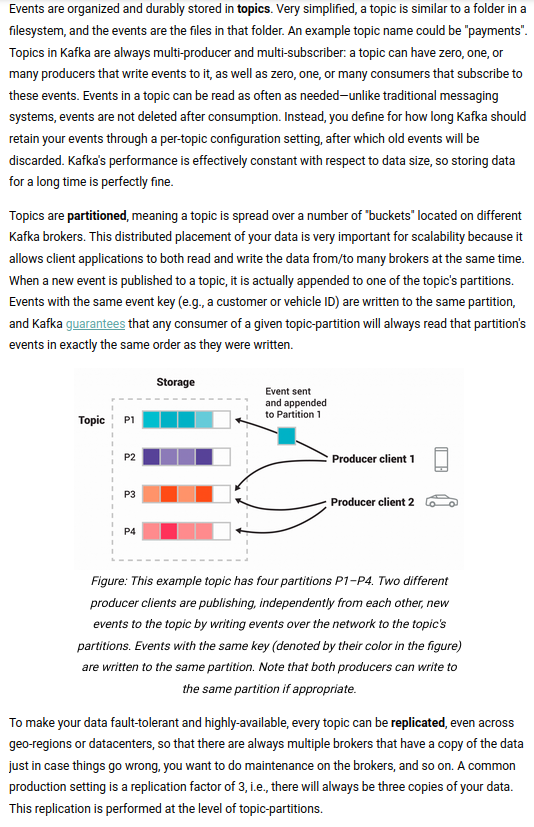 Events are organized and durably stored in topics. Very simplified, a topic is similar to a folder in a
filesystem, and the events are the files in that folder. An example topic name could be "payments".
Topics in Kafka are always multi-producer and multi-subscriber: a topic can have zero, one, or
many producers that write events to it, as well as zero, one, or many consumers that subscribe to
these events. Events in a topic can be read as often as needed—unlike traditional messaging
systems, events are not deleted after consumption. Instead, you define for how long Kafka should
retain your events through a per-topic configuration setting, after which old events will be
discarded. Kafka's performance is effectively constant with respect to data size, so storing data
for a long time is perfectly fine.
Topics are partitioned, meaning a topic is spread over a number of "buckets" located on different
Kafka brokers. This distributed placement of your data is very important for scalability because it
allows client applications to both read and write the data from/to many brokers at the same time.
When a new event is published to a topic, it is actually appended to one of the topic's partitions.
Events with the same event key (e.g., a customer or vehicle ID) are written to the same partition,
and Kafka guarantees that any consumer of a given topic-partition will always read that partition's
events in exactly the same order as they were written.
Storage
Event sent
and appended
to Partition 1
Topic
P1
P2
Producer client 1
P3
Producer client 2
P4
Figure: This example topic has four partitions P1–P4. Two different
producer clients are publishing, independently from each other, new
events to the topic by writing events over the network to the topic's
partitions. Events with the same key (denoted by their color in the figure)
are written to the same partition. Note that both producers can write to
the same partition if appropriate.
To make your data fault-tolerant and highly-available, every topic can be replicated, even across
geo-regions or datacenters, so that there are always multiple brokers that have a copy of the data
just in case things go wrong, you want to do maintenance on the brokers, and so on. A common
production setting is a replication factor of 3, i.e., there will always be three copies of your data.
This replication is performed at the level of topic-partitions.